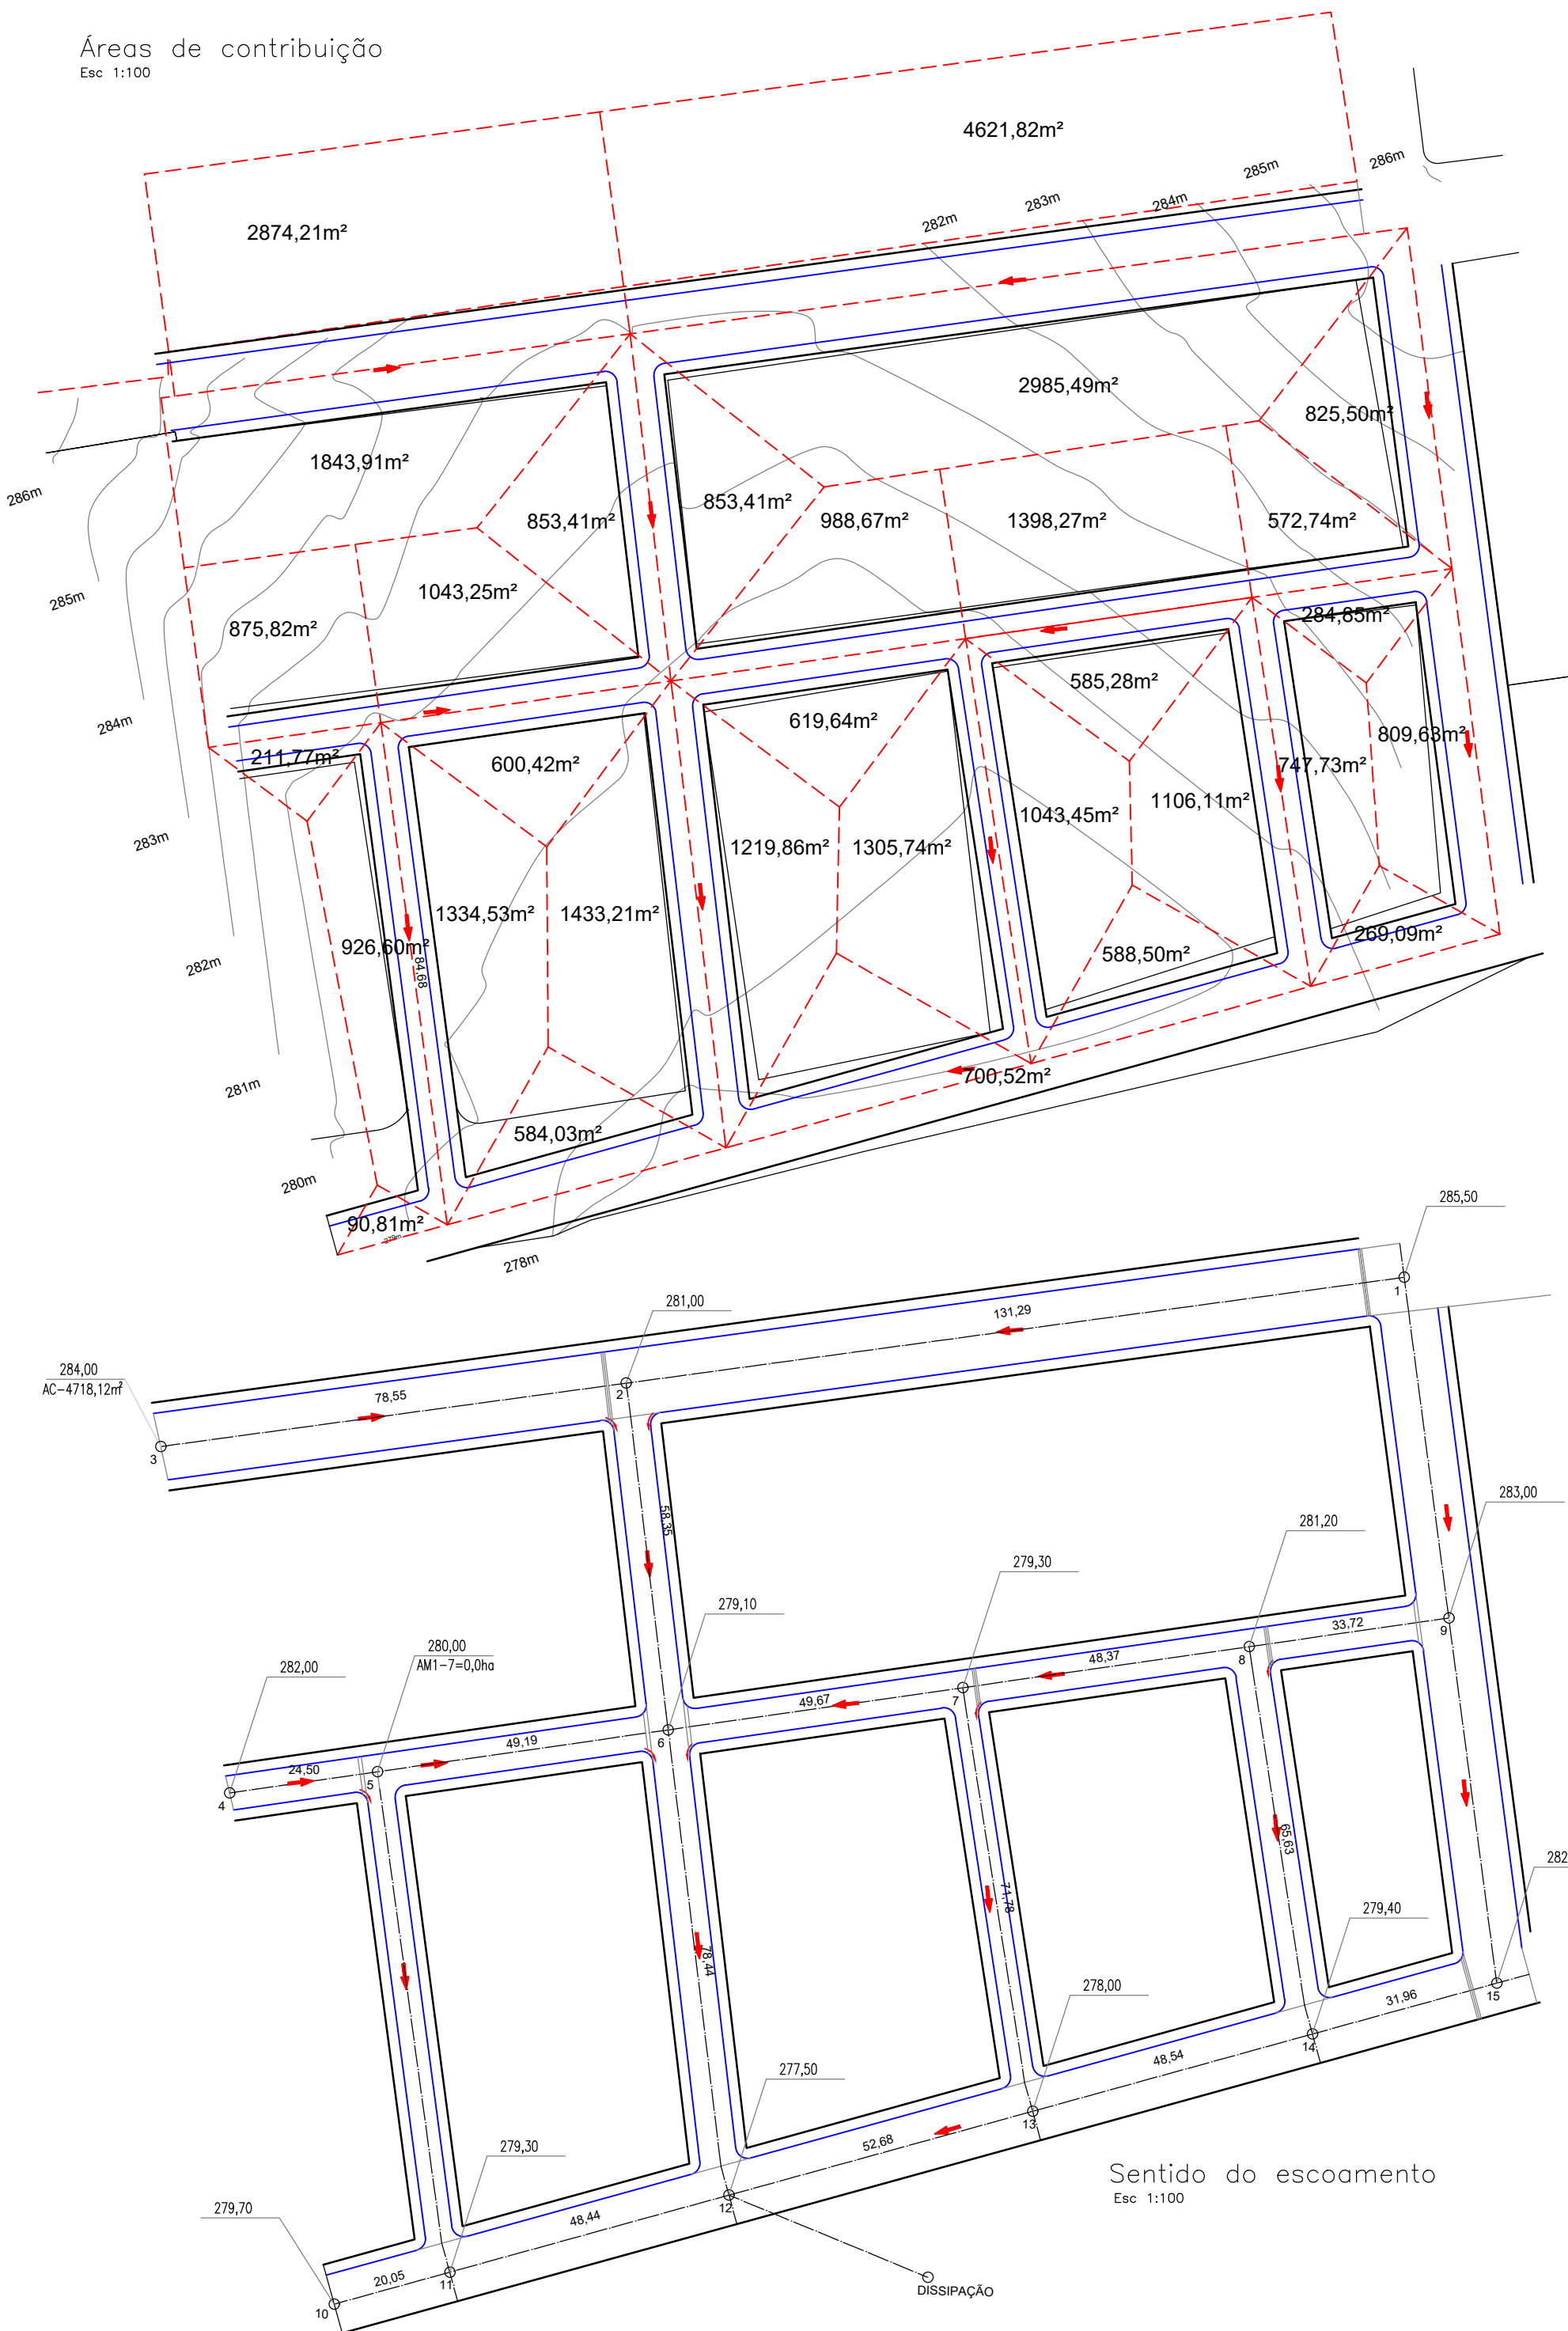 Áreas de contribuição
Esc 1:100
4621,82m²
286m
285m
284m
283m
282m
2874,21m²
2985,49m²
825,50m²
1843,91m²
286m
853,41m²
853,41m²
988,67m²
1398,27m²
572,74m²
1043,25m²
285m
875,82m²
284,85m²
585,28m²
284m
619,64m²
809,63m²
211,77m²
600,42m²
747,73m²
1043,45m²
1106,11m²
283m
1219,86m²
1305,74m²
1334,53m²
1433,21m²
926,60m²
84,68
269,09m²
588,50m²
282m
281m
700,52m²
584,03m²
280m
90,81m²
279m
278m
285,50
1
281,00
131,29
284,00
AC-4718,12m²
78,55
2
3
58,35
283,00
281,20
279,30
279,10
33,72
9
280,00
AM1-7=0,0ha
8
48,37
282,00
7
49,67
6
49,19
24,50
5
4
65,63
282
71,78
279,40
78,44
278,00
15
31,96
14
48,54
277,50
13
52,68
279,30
Sentido do escoamento
Esc 1:100
12
48,44
279,70
11
20,05
10
DISSIPAÇÃO